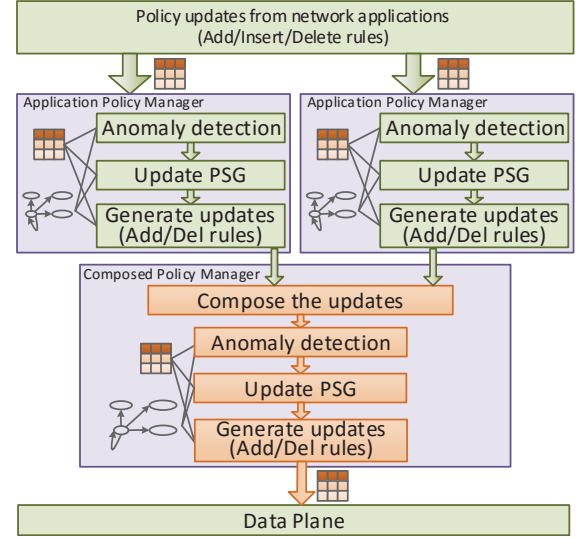 Policy updates from network applications
(Add/Insert/Delete rules)
Application Policy Manager
Anomaly detection
Update PSG
Generate updates
(Add/Del rules)
Application Policy Manager
Anomaly detection
Update PSG
Generate updates
(Add/Del rules)
Composed Policy Manager
Compose the updates
Anomaly detection
Update PSG
Generate updates
(Add/Del rules)
Data Plane